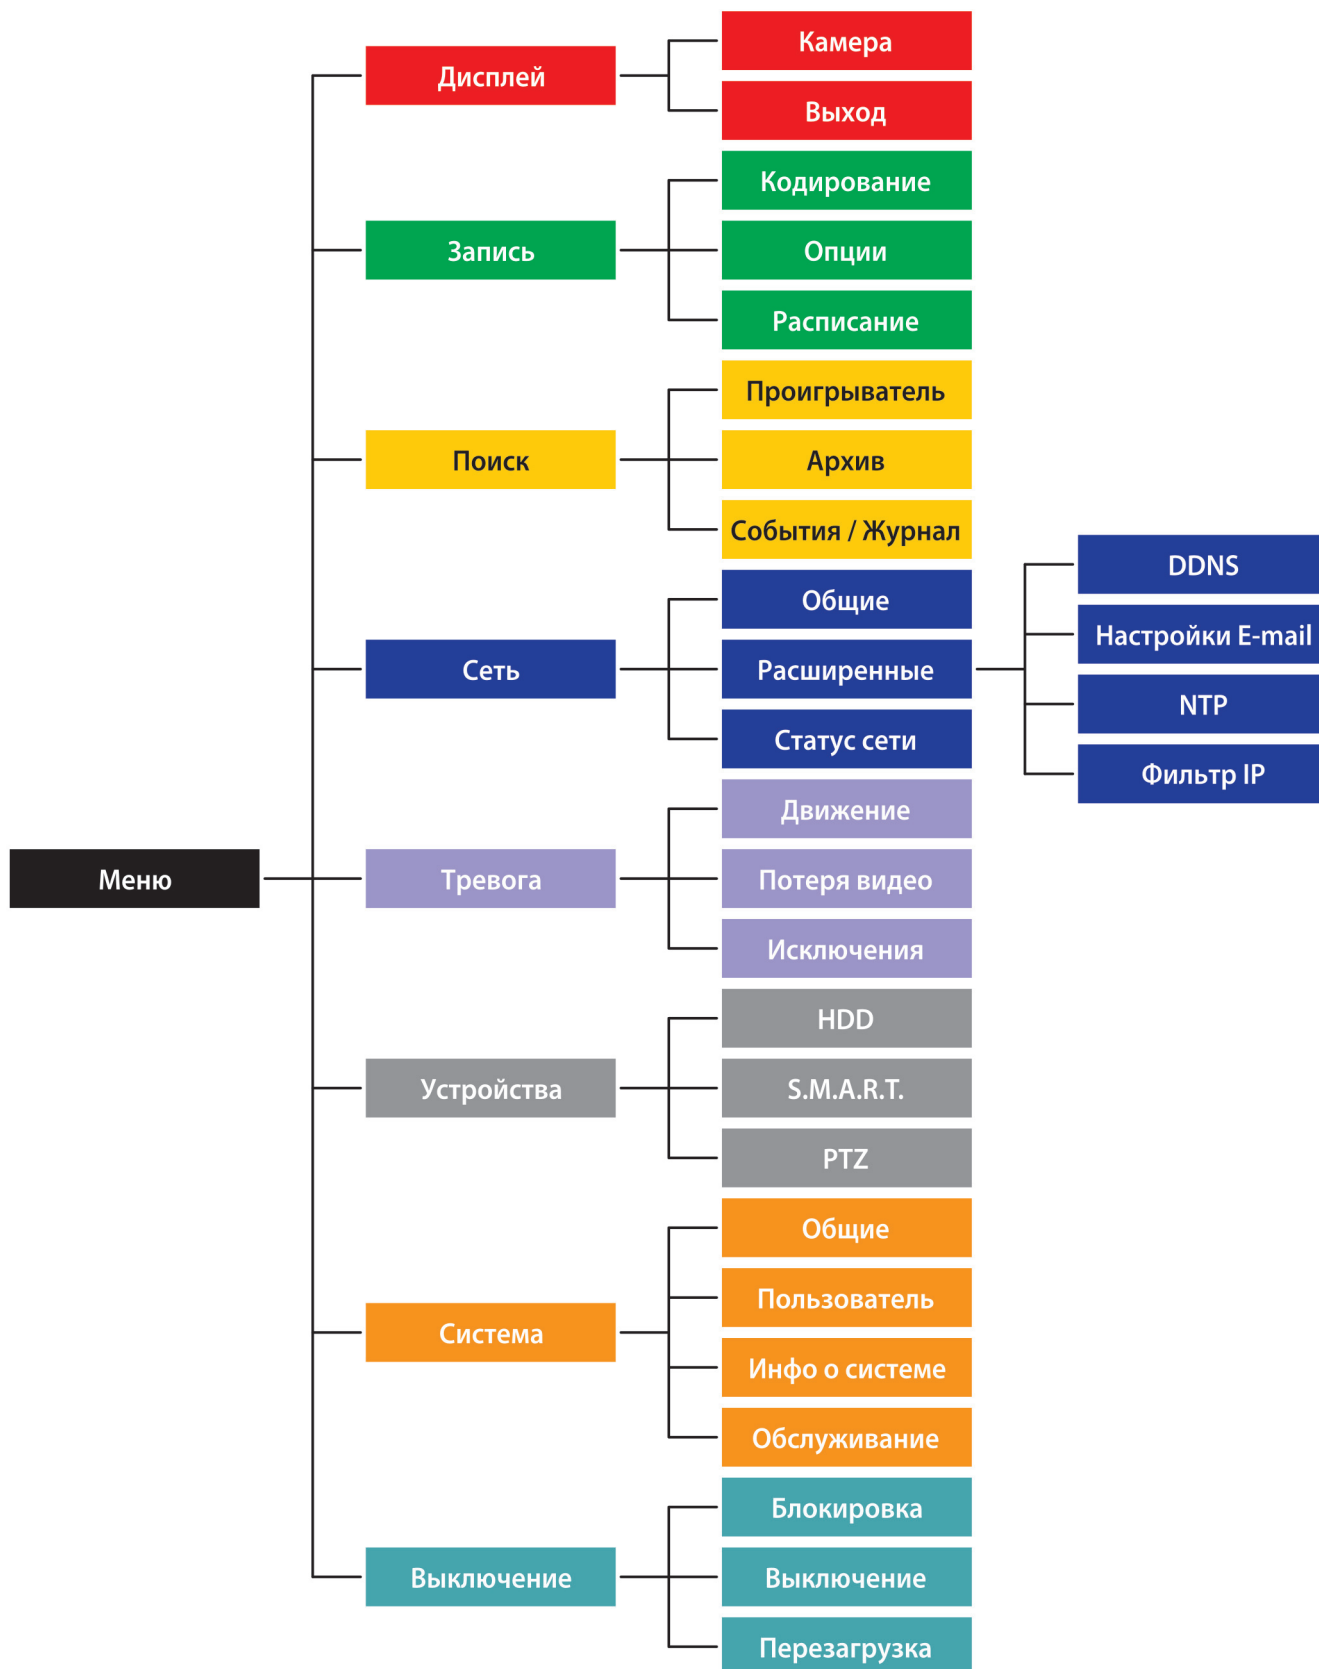 Меню
Дисплей
Камера
Выход
Запись
Кодирование
Опции
Расписание
Поиск
Проигрыватель
Архив
События / Журнал
Сеть
Общие
Расширенные
DDNS
Настройки E-mail
NTP
Фильтр IP
Статус сети
Тревога
Движение
Потеря видео
Исключения
Устройства
HDD
S.M.A.R.T.
PTZ
Система
Общие
Пользователь
Инфо о системе
Обслуживание
Выключение
Блокировка
Выключение
Перезагрузка